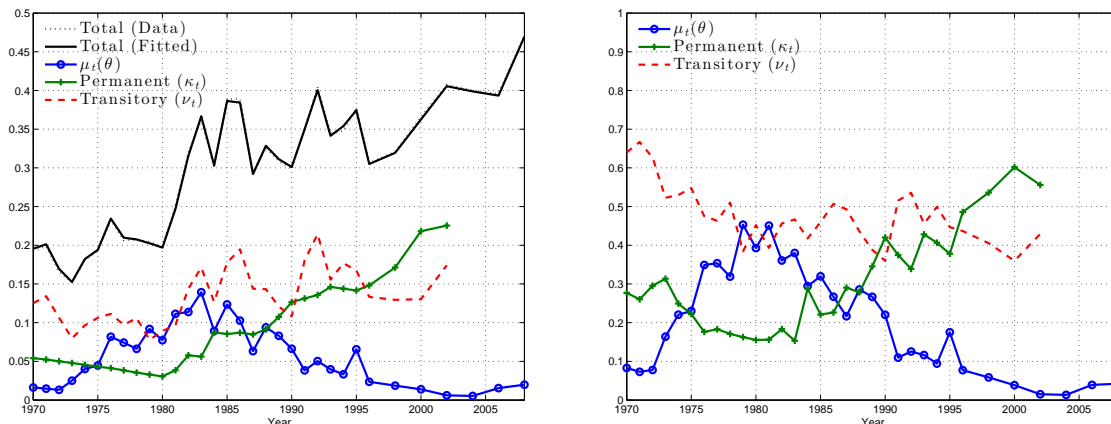 0.5
0.45
0.4
0.35
0.3
0.25
0.2
0.15
0.1
0.05
0
Total (Data)
Total (Fitted)
μt(θ)
Permanent (κt)
Transitory (νt)
1970 1975 1980 1985 1990 1995 2000 2005
Year
1
0.9
0.8
0.7
0.6
0.5
0.4
0.3
0.2
0.1
0
μt(θ)
Permanent (κt)
Transitory (νt)
1970 1975 1980 1985 1990 1995 2000 2005
Year